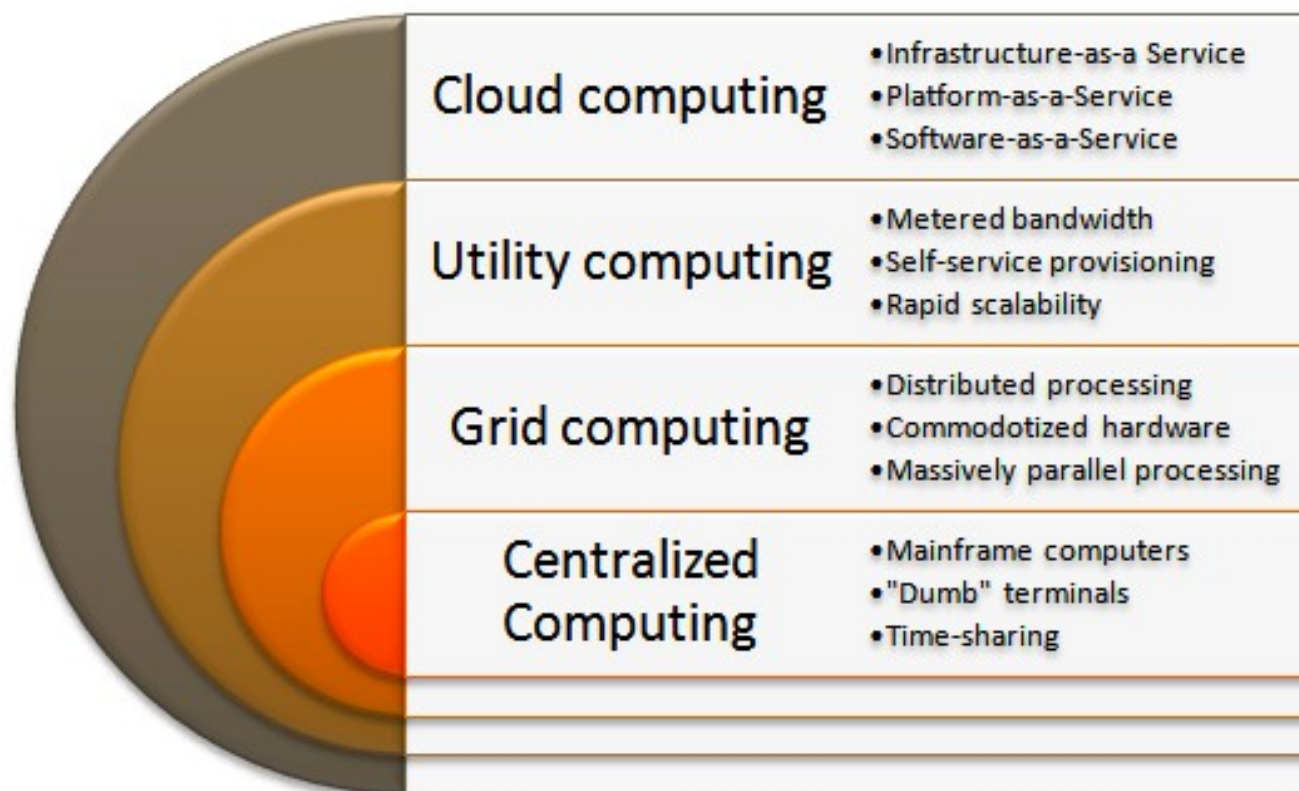 Cloud computing
•Infrastructure-as-a Service
•Platform-as-a-Service
•Software-as-a-Service
Utility computing
•Metered bandwidth
•Self-service provisioning
•Rapid scalability
Grid computing
•Distributed processing
•Commodotized hardware
•Massively parallel processing
Centralized
Computing
•Mainframe computers
•"Dumb" terminals
•Time-sharing